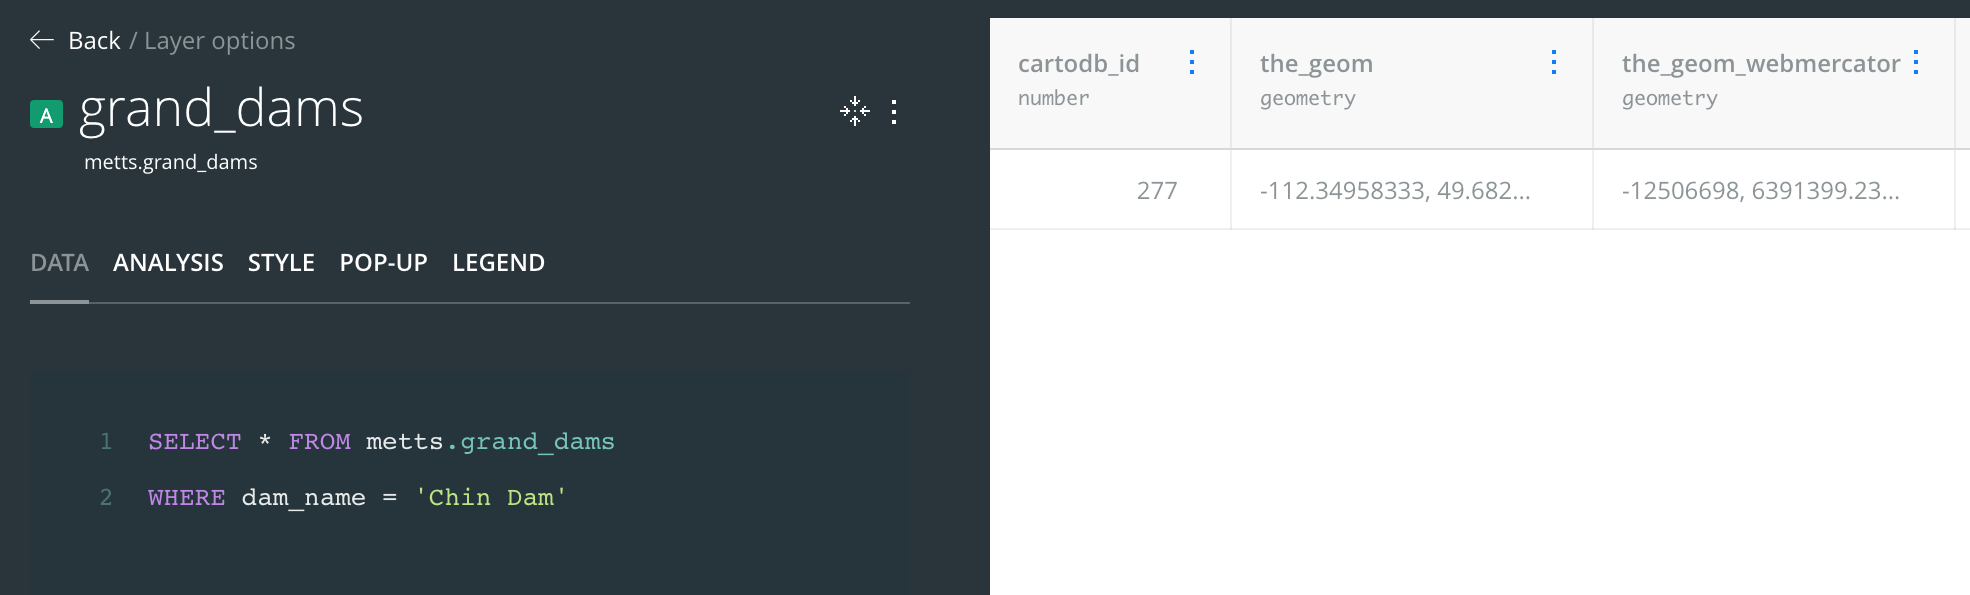 Back / Layer options
A grand_dams
metts.grand_dams
DATA ANALYSIS STYLE POP-UP LEGEND
1 SELECT * FROM metts.grand_dams
2 WHERE dam_name = 'Chin Dam'
cartodb_id the_geom the_geom_webmercator
number geometry geometry
277 -112.34958333, 49.682... -12506698, 6391399.23...